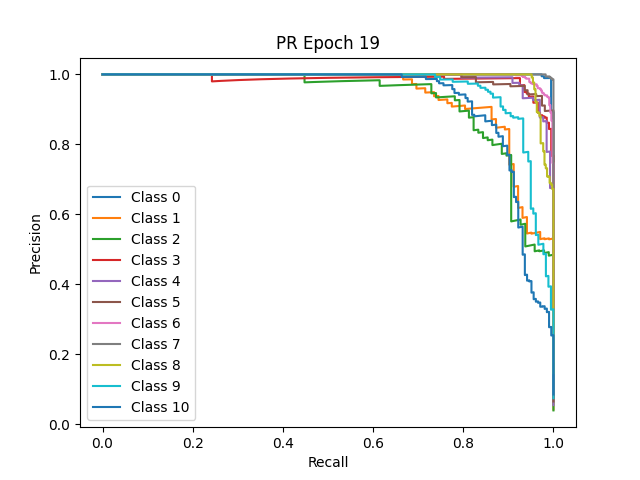 PR Epoch 19
1.0
0.8
0.6
0.4
0.2
0.0
Precision
Class 0
Class 1
Class 2
Class 3
Class 4
Class 5
Class 6
Class 7
Class 8
Class 9
Class 10
0.0 0.2 0.4 0.6 0.8 1.0
Recall